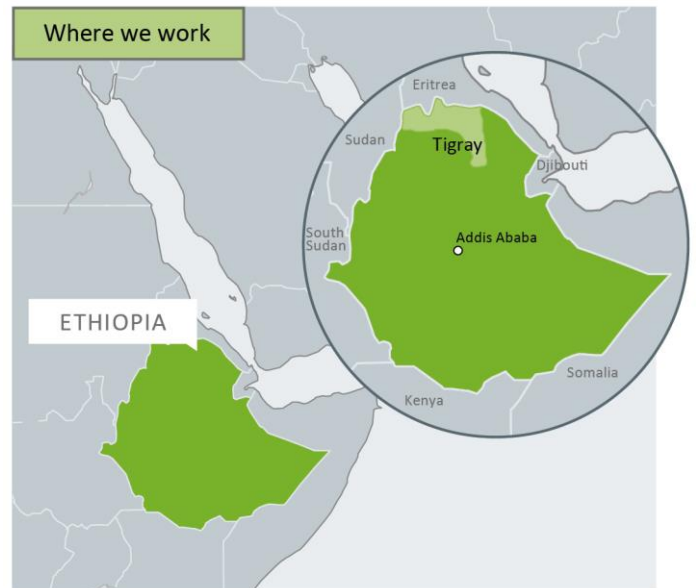 Where we work
Eritrea
Sudan
Tigray
Djibouti
South
Sudan
Addis Ababa
ETHIOPIA
Somalia
Kenya